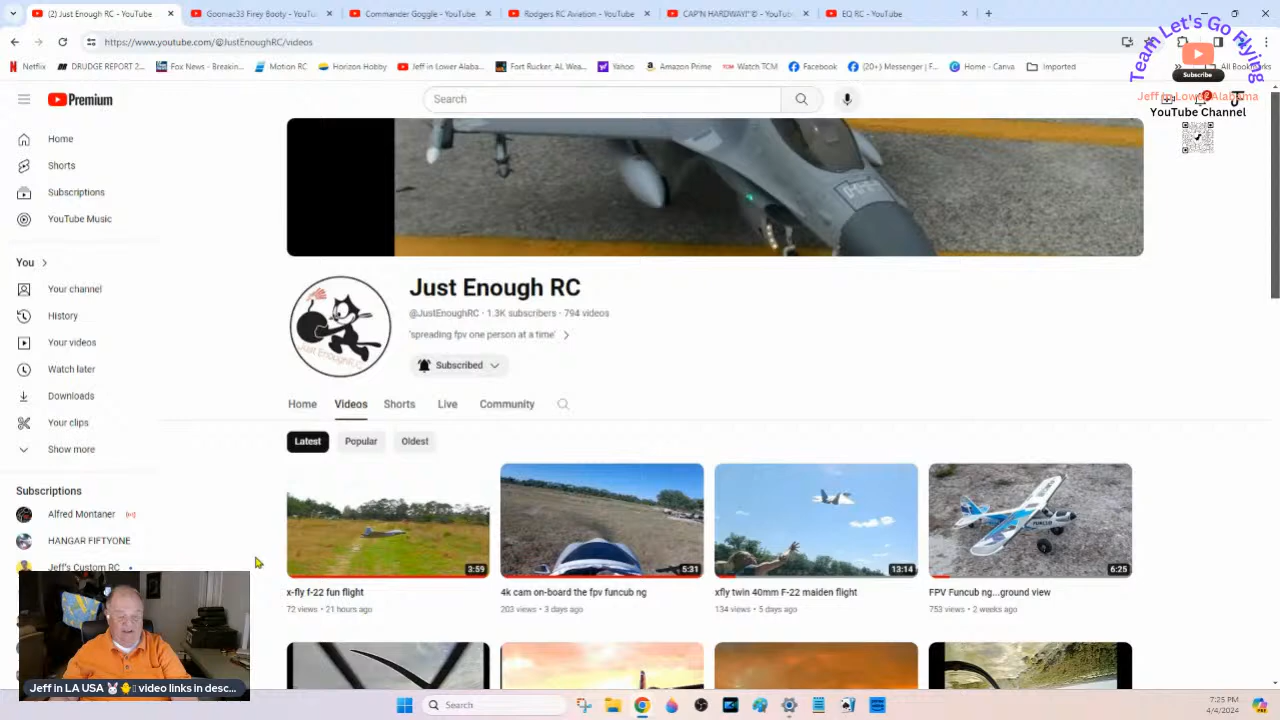 (2) YouTube
Goonic33 Firey Bingo - YouTube
Commander Goggle - YouTube
Rodgers RC Aviation - YouTube
CAP'N HARDWAY!™ © - YouTube
EQ RC - YouTube
https://www.youtube.com/@JustEnoughRC/videos
Team Let's Go Flying
Subscribe
Jeff in Lower Alabama
YouTube Channel
Netflix
DRUDGE REPORT 2...
Fox News - Breakin...
Motion RC
Horizon Hobby
Jeff in Lower Alaba...
Fort Rucker, AL Wea...
Yahoo
Amazon Prime
Watch TCM
Facebook
(20+) Messenger | F...
Home - Canva
Imported
All Bookmarks
Premium
Search
Home
Shorts
Subscriptions
YouTube Music
You
Your channel
History
Your videos
Watch later
Downloads
Your clips
Show more
Subscriptions
Alfred Montaner
HANGAR FIFTYONE
Jeff's Custom RC
Just Enough RC
Just Enough RC
@JustEnoughRC · 1.3K subscribers · 794 videos
'spreading fpv one person at a time'
Subscribed
Home
Videos
Shorts
Live
Community
Latest
Popular
Oldest
3:59
5:31
13:14
FUNCUB
6:25
x-fly f-22 fun flight
72 views · 21 hours ago
4k cam on-board the fpv funcub ng
203 views · 3 days ago
xfly twin 40mm F-22 maiden flight
134 views · 5 days ago
FPV Funcub ng...ground view
753 views · 2 weeks ago
Jeff in LA USA 🐰🐥 video links in desc...
Search
7:25 PM
4/4/2024